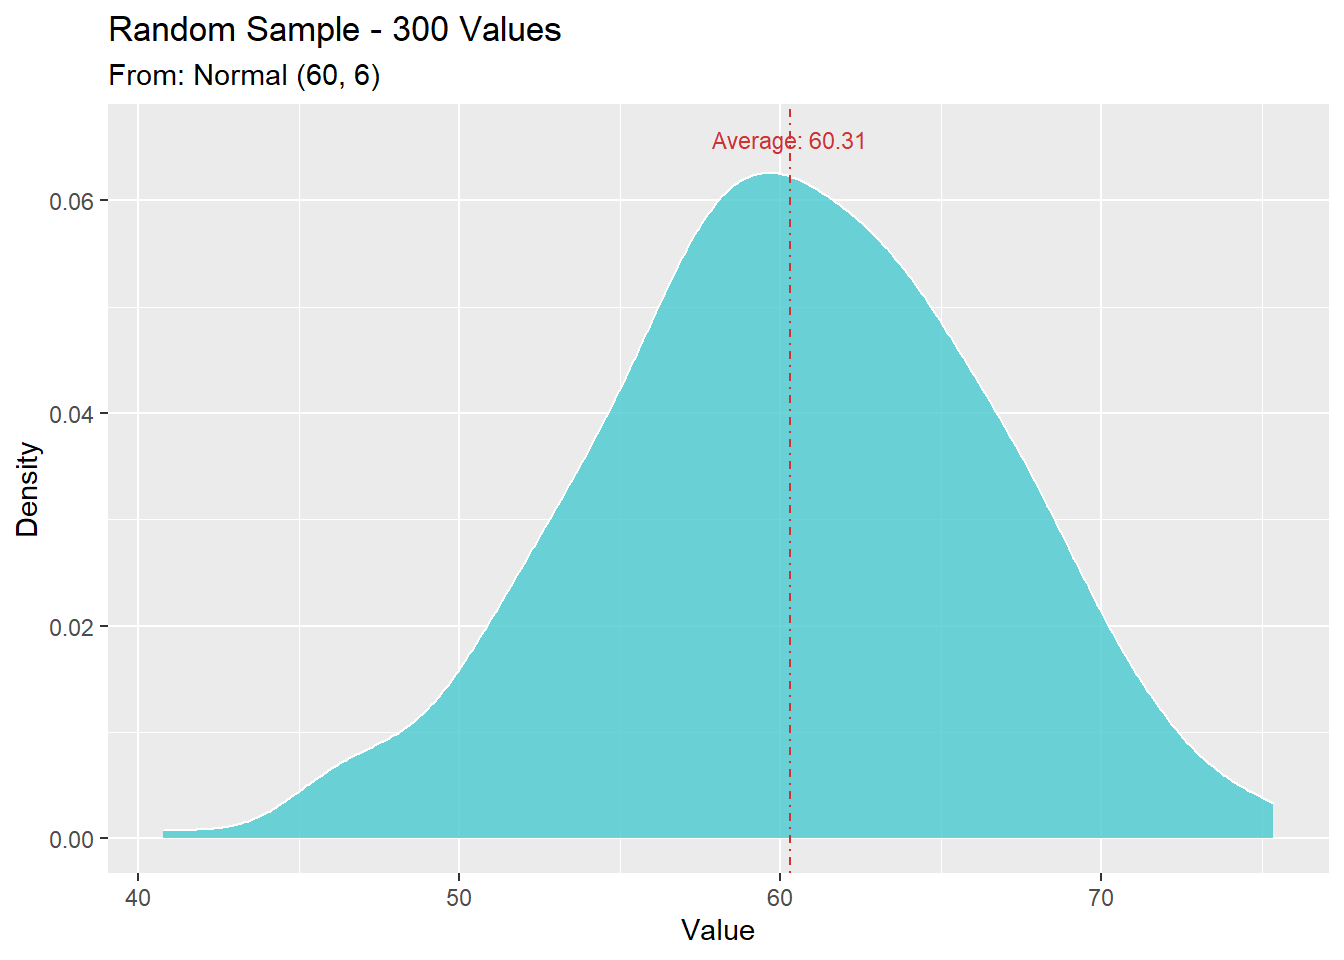 Random Sample - 300 Values
From: Normal (60, 6)
Average: 60.31
0.06
0.04
0.02
0.00
Density
40 50 60 70
Value